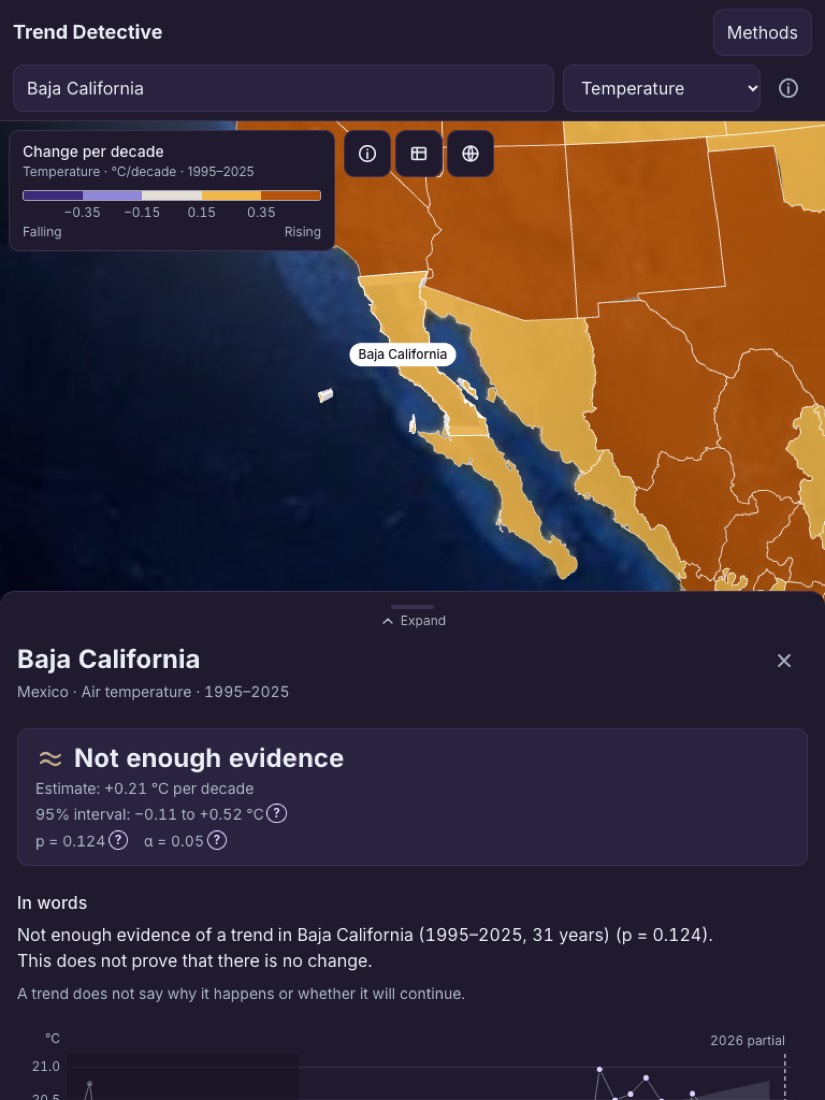 Trend Detective
Methods
Baja California
Temperature
Change per decade
Temperature · °C/decade · 1995–2025
−0.35 −0.15 0.15 0.35
Falling Rising
Baja California
Expand
Baja California
Mexico · Air temperature · 1995–2025
Not enough evidence
Estimate: +0.21 °C per decade
95% interval: −0.11 to +0.52 °C ?
p = 0.124 ? α = 0.05 ?
In words
Not enough evidence of a trend in Baja California (1995–2025, 31 years) (p = 0.124).
This does not prove that there is no change.
A trend does not say why it happens or whether it will continue.
°C
2026 partial
21.0
20.5